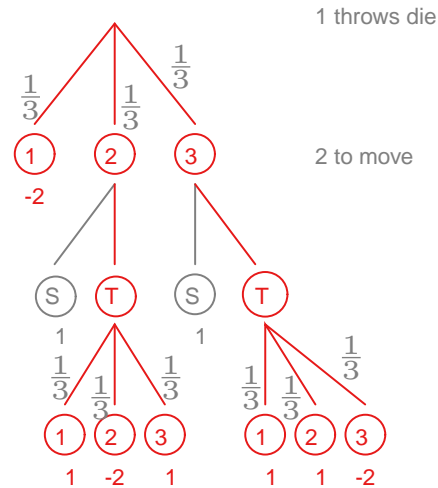 1 throws die
1/3 1/3 1/3
1 2 3 2 to move
-2
S T S T
1 1
1/3 1/3 1/3 1/3 1/3 1/3
1 2 3 1 2 3
1 -2 1 1 1 -2